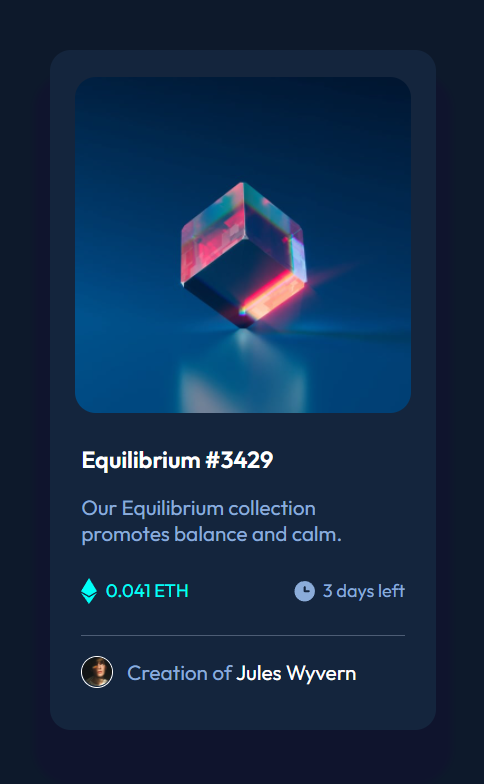 Equilibrium #3429
Our Equilibrium collection
promotes balance and calm.
0.041 ETH
3 days left
Creation of Jules Wyvern